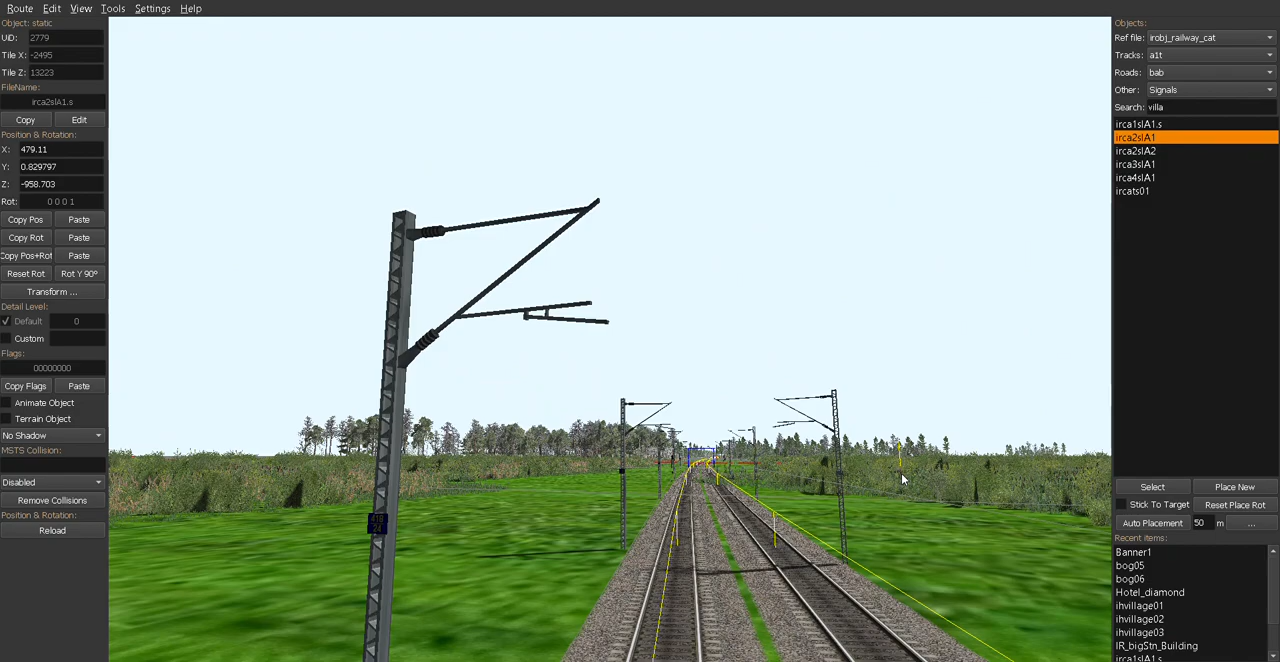 Route Edit View Tools Settings Help
Object: static
UiD: 2779
Tile X: -2495
Tile Z: 13223
FileName:
irca2slA1.s
Copy Edit
Position & Rotation:
X: 479.11
Y: 0.829797
Z: -958.703
Rot: 0 0 0 1
Copy Pos Paste
Copy Rot Paste
Copy Pos+Rot Paste
Reset Rot Rot Y 90°
Transform ...
Detail Level:
Default 0
Custom
Flags:
00000000
Copy Flags Paste
Animate Object
Terrain Object
No Shadow
MSTS Collision:
Disabled
Remove Collisions
Position & Rotation:
Reload
Objects:
Ref file: irobj_railway_cat
Tracks: a1t
Roads: bab
Other: Signals
Search: villa
irca1slA1.s
irca2slA1
irca2slA2
irca3slA1
irca4slA1
ircats01
Select Place New
Stick To Target Reset Place Rot
Auto Placement 50 m ...
Recent items:
Banner1
bog05
bog06
Hotel_diamond
ihvillage01
ihvillage02
ihvillage03
IR_bigStn_Building
irca1slA1.s